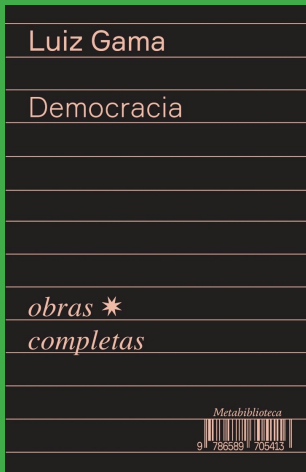 Luiz Gama
Democracia
obras ✷
completas
Metabiblioteca
9 786589 705413